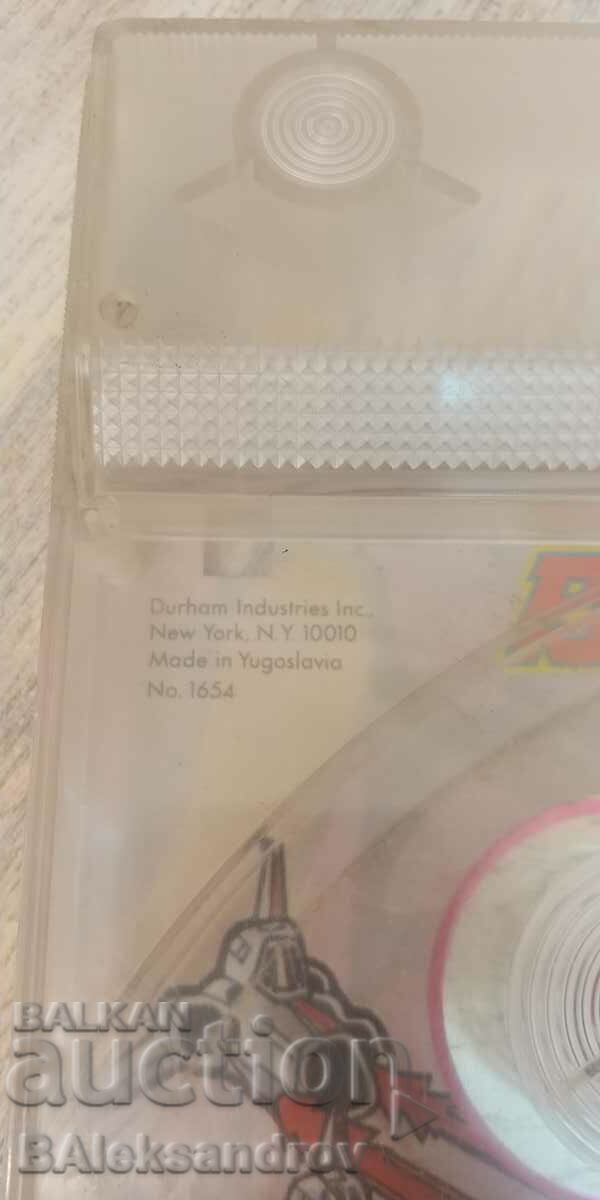 Durham Industries Inc.,
New York, N.Y. 10010
Made in Yugoslavia
No. 1654
BALKAN
auction
BAleksandrov